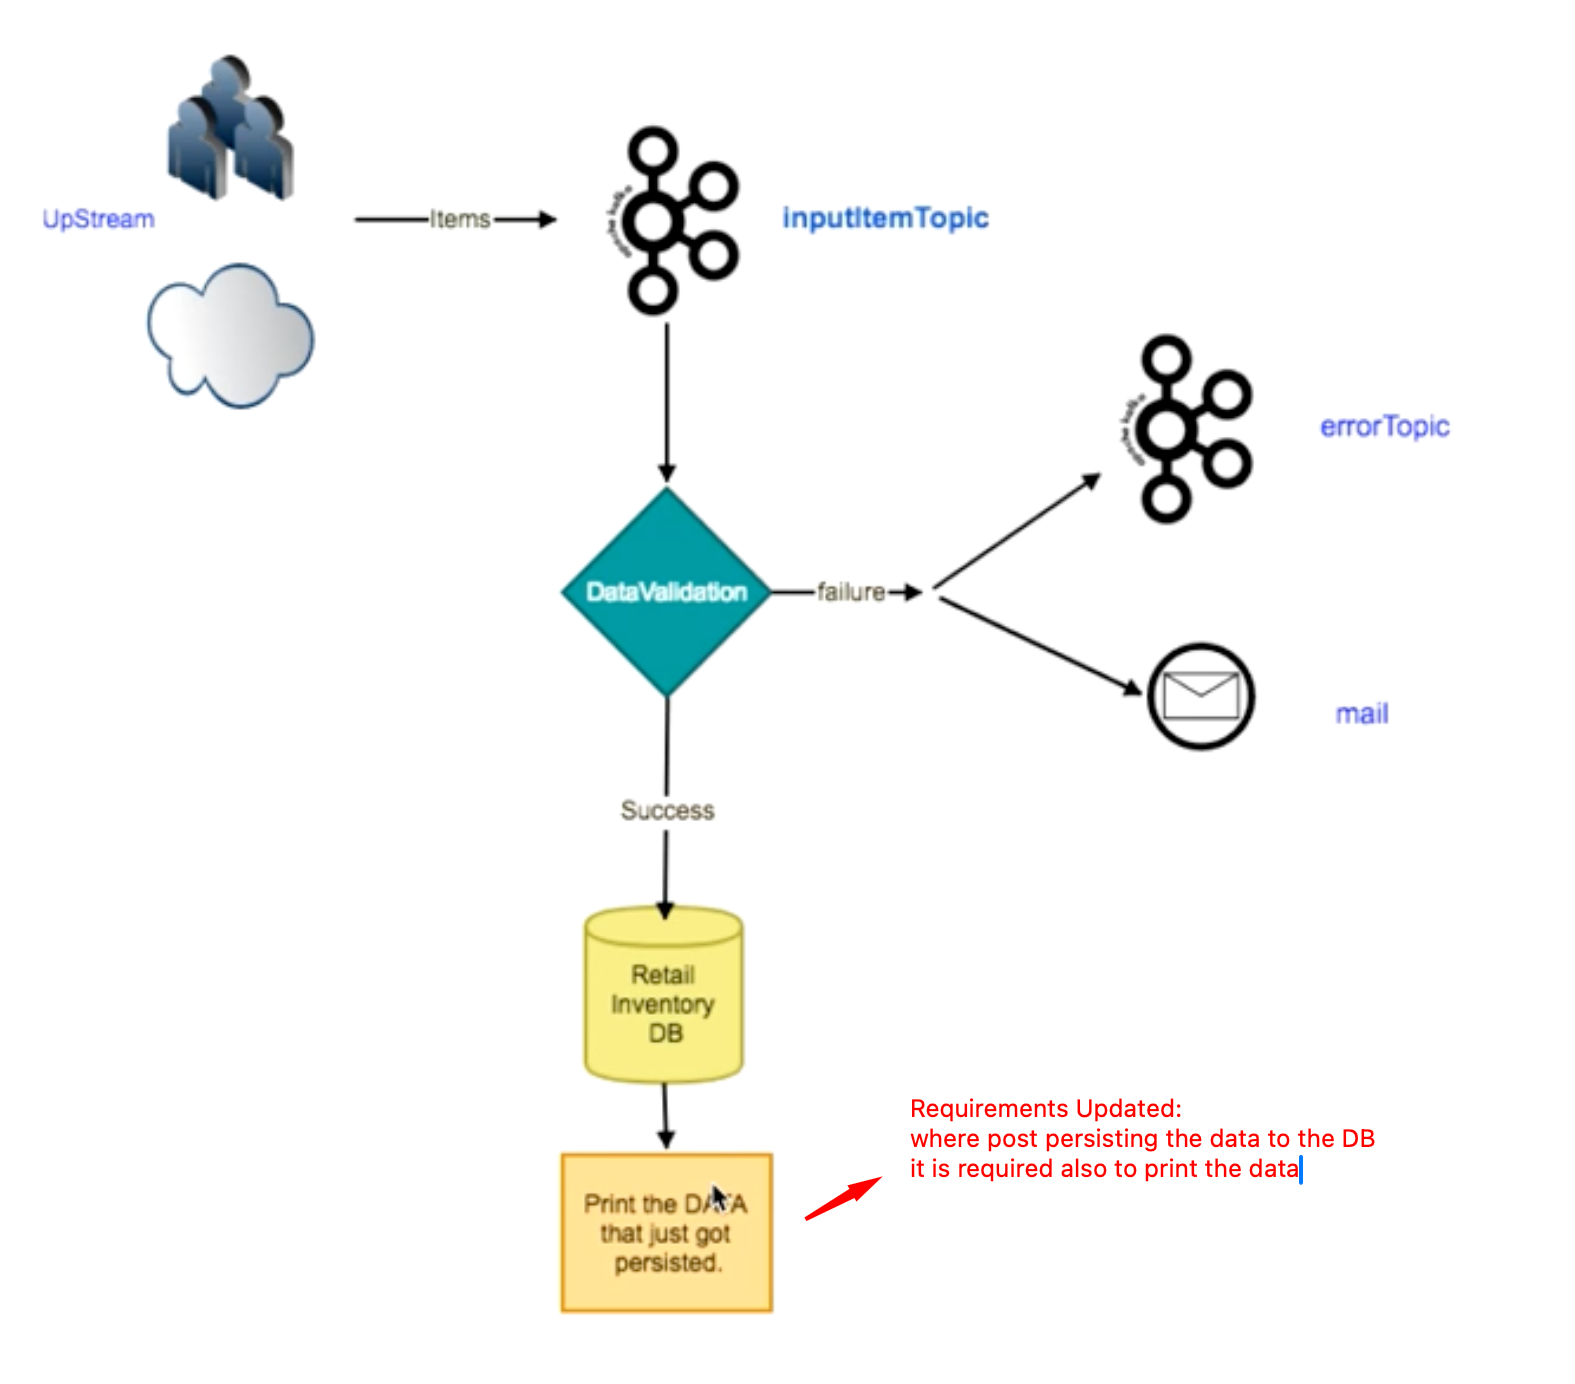 UpStream
Items
inputItemTopic
errorTopic
DataValidation
failure
mail
Success
Retail
Inventory
DB
Requirements Updated:
where post persisting the data to the DB
it is required also to print the data
Print the DATA
that just got
persisted.